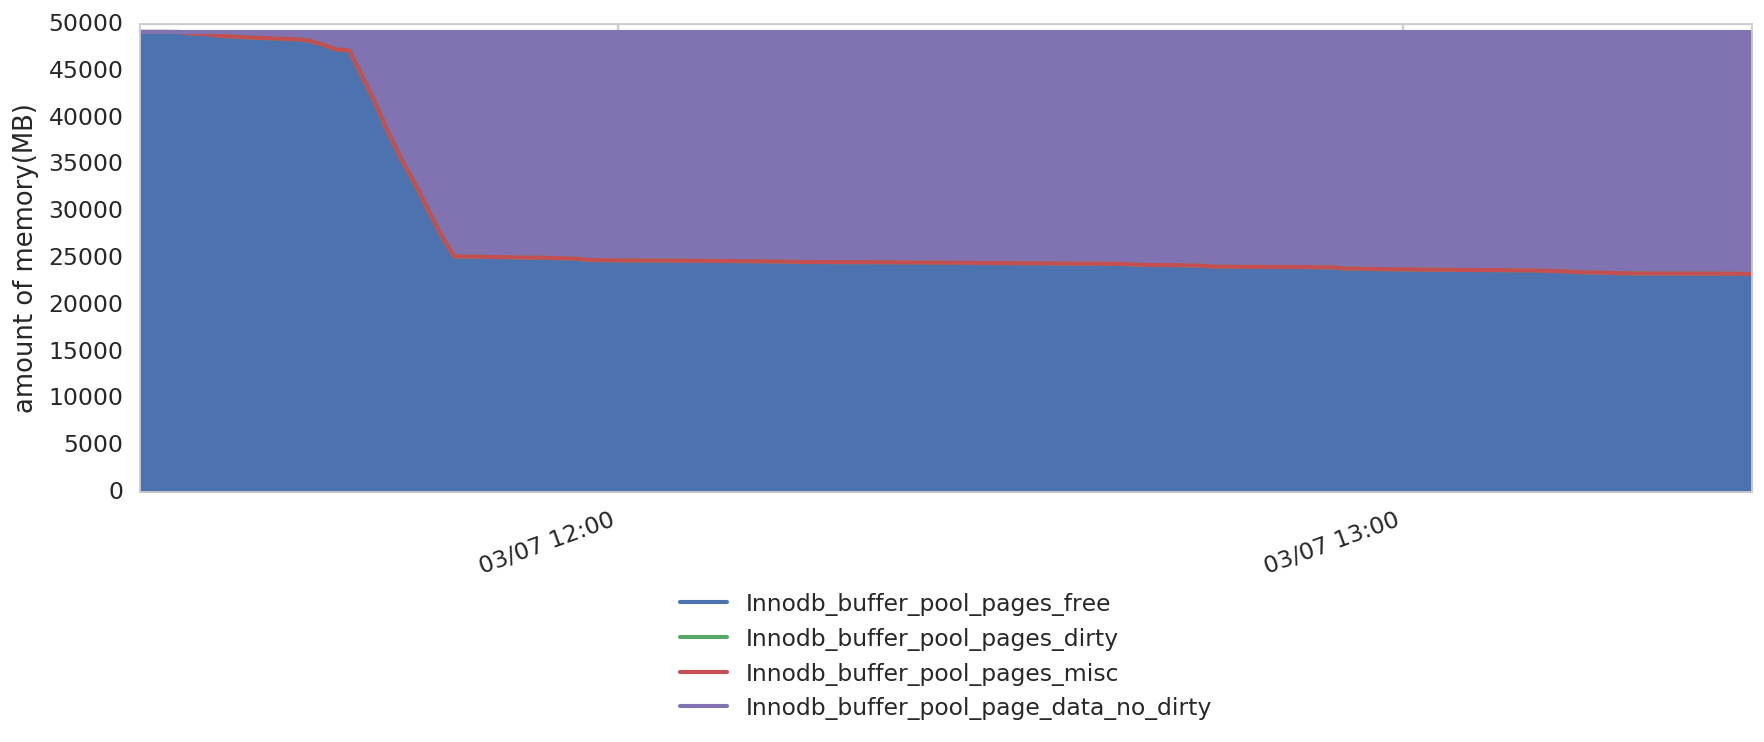 50000
45000
40000
35000
30000
25000
20000
15000
10000
5000
0
amount of memory(MB)
03/07 12:00
03/07 13:00
Innodb_buffer_pool_pages_free
Innodb_buffer_pool_pages_dirty
Innodb_buffer_pool_pages_misc
Innodb_buffer_pool_page_data_no_dirty